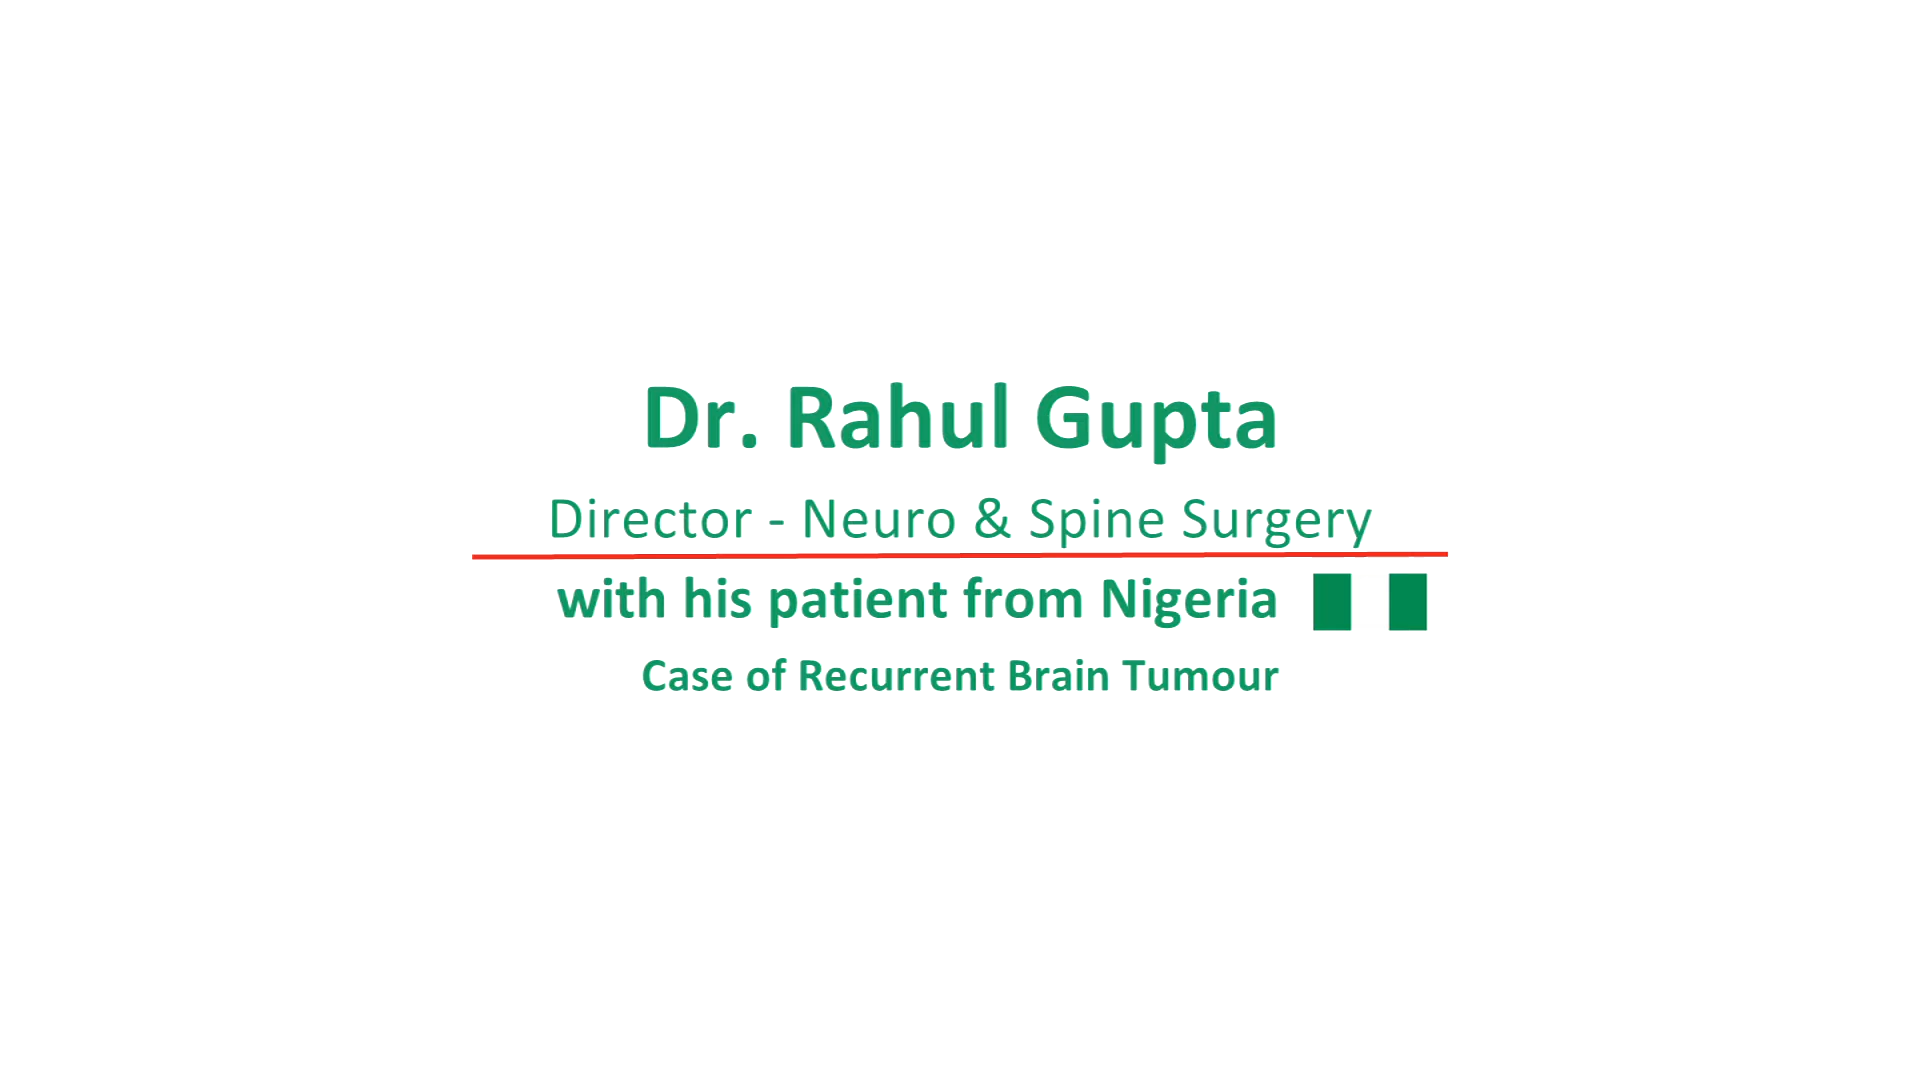 Dr. Rahul Gupta
Director - Neuro & Spine Surgery
with his patient from Nigeria
Case of Recurrent Brain Tumour